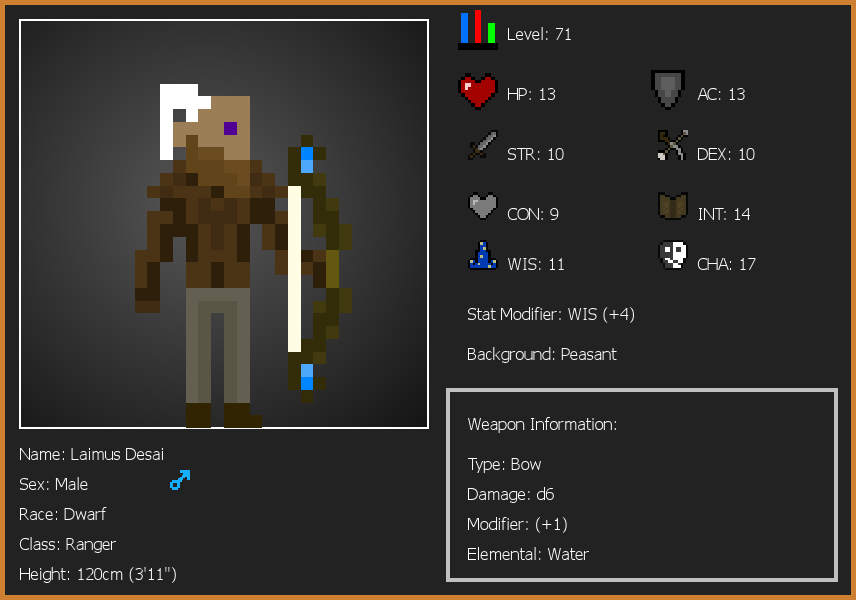 Level: 71
HP: 13
AC: 13
STR: 10
DEX: 10
CON: 9
INT: 14
WIS: 11
CHA: 17
Stat Modifier: WIS (+4)
Background: Peasant
Weapon Information:
Type: Bow
Damage: d6
Modifier: (+1)
Elemental: Water
Name: Laimus Desai
Sex: Male
Race: Dwarf
Class: Ranger
Height: 120cm (3'11")